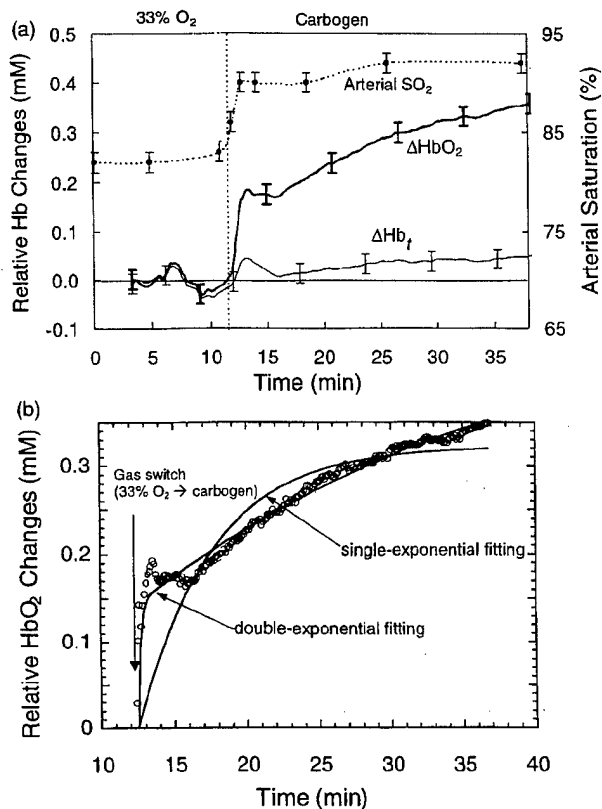 (a)
33% O₂ Carbogen
Relative Hb Changes (mM)
0.5
0.4
0.3
0.2
0.1
0.0
-0.1
Arterial SO₂
ΔHbO₂
ΔHbₜ
95
85
75
65
Arterial Saturation (%)
0 5 10 15 20 25 30 35
Time (min)
(b)
Relative HbO₂ Changes (mM)
0.3
0.2
0.1
0
Gas switch
(33% O₂ → carbogen)
single-exponential fitting
double-exponential fitting
10 15 20 25 30 35 40
Time (min)